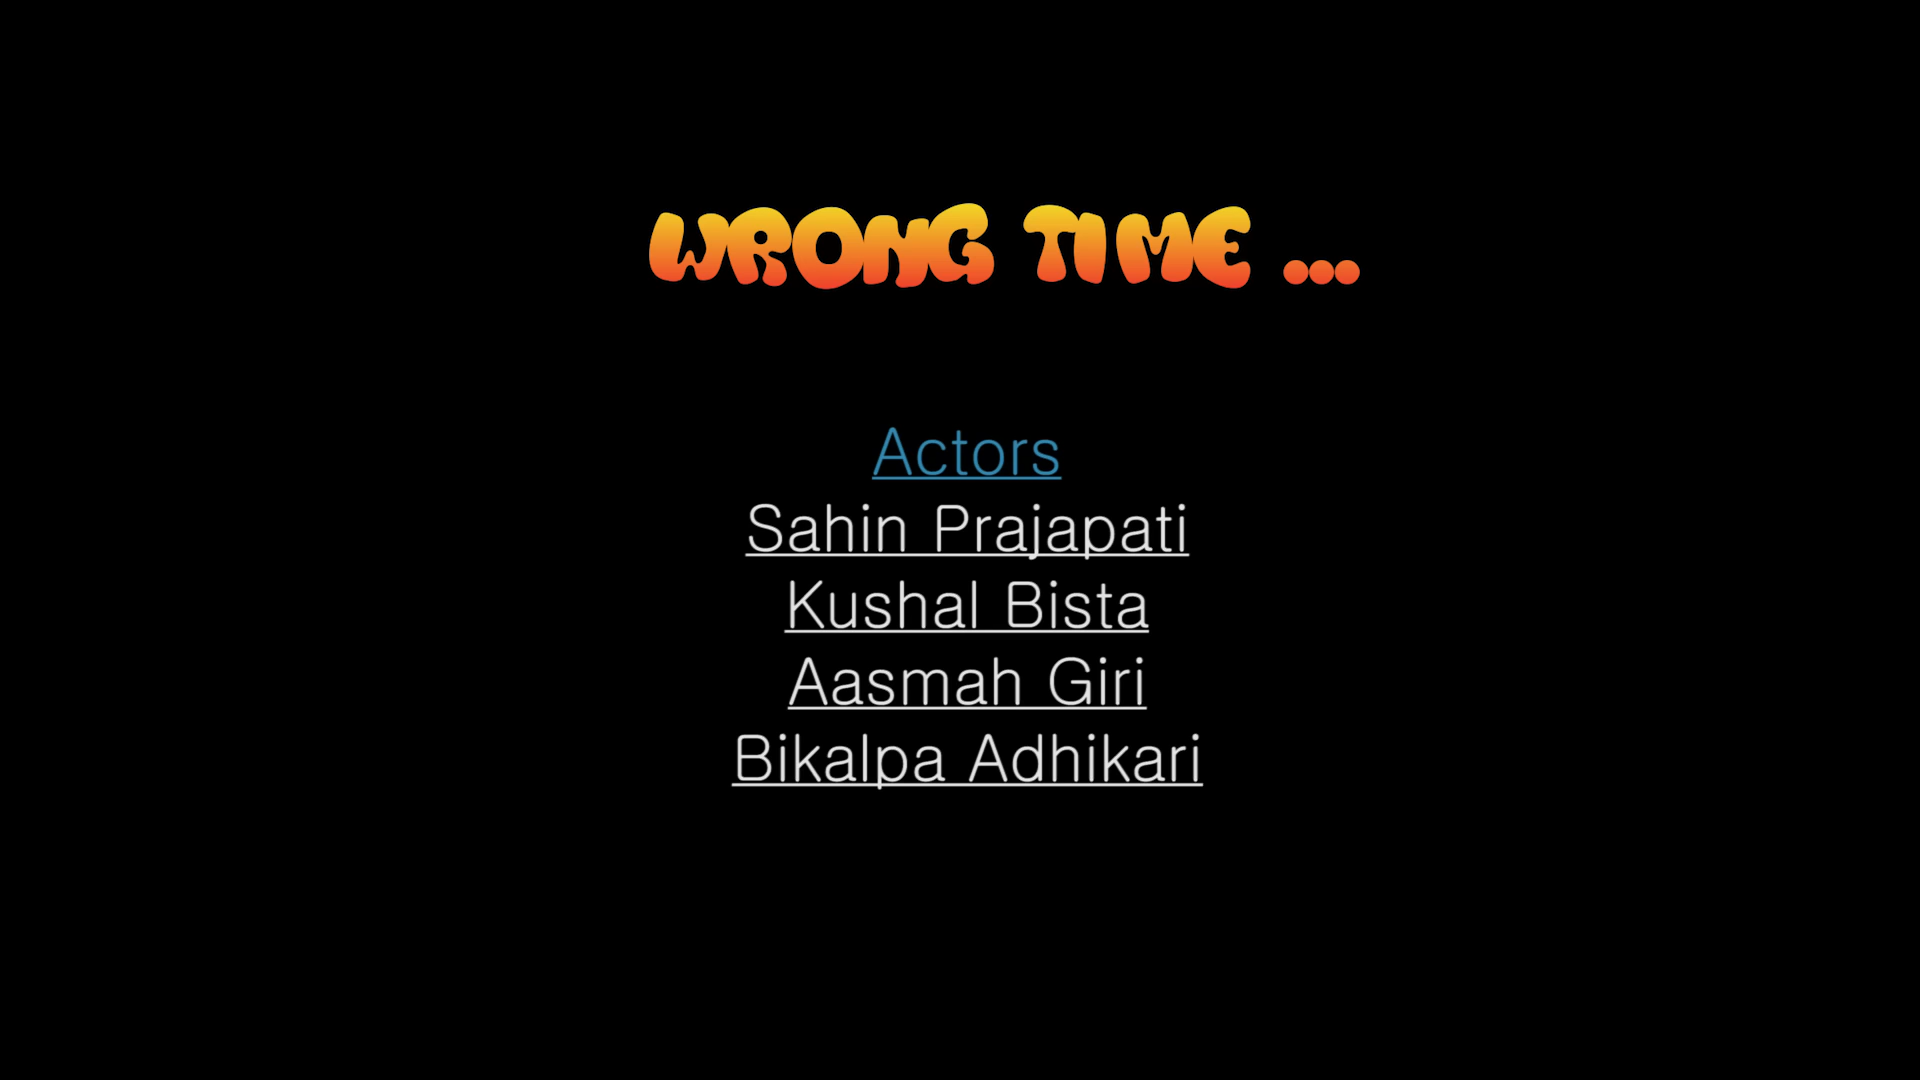 WRONG TIME ...
Actors
Sahin Prajapati
Kushal Bista
Aasmah Giri
Bikalpa Adhikari